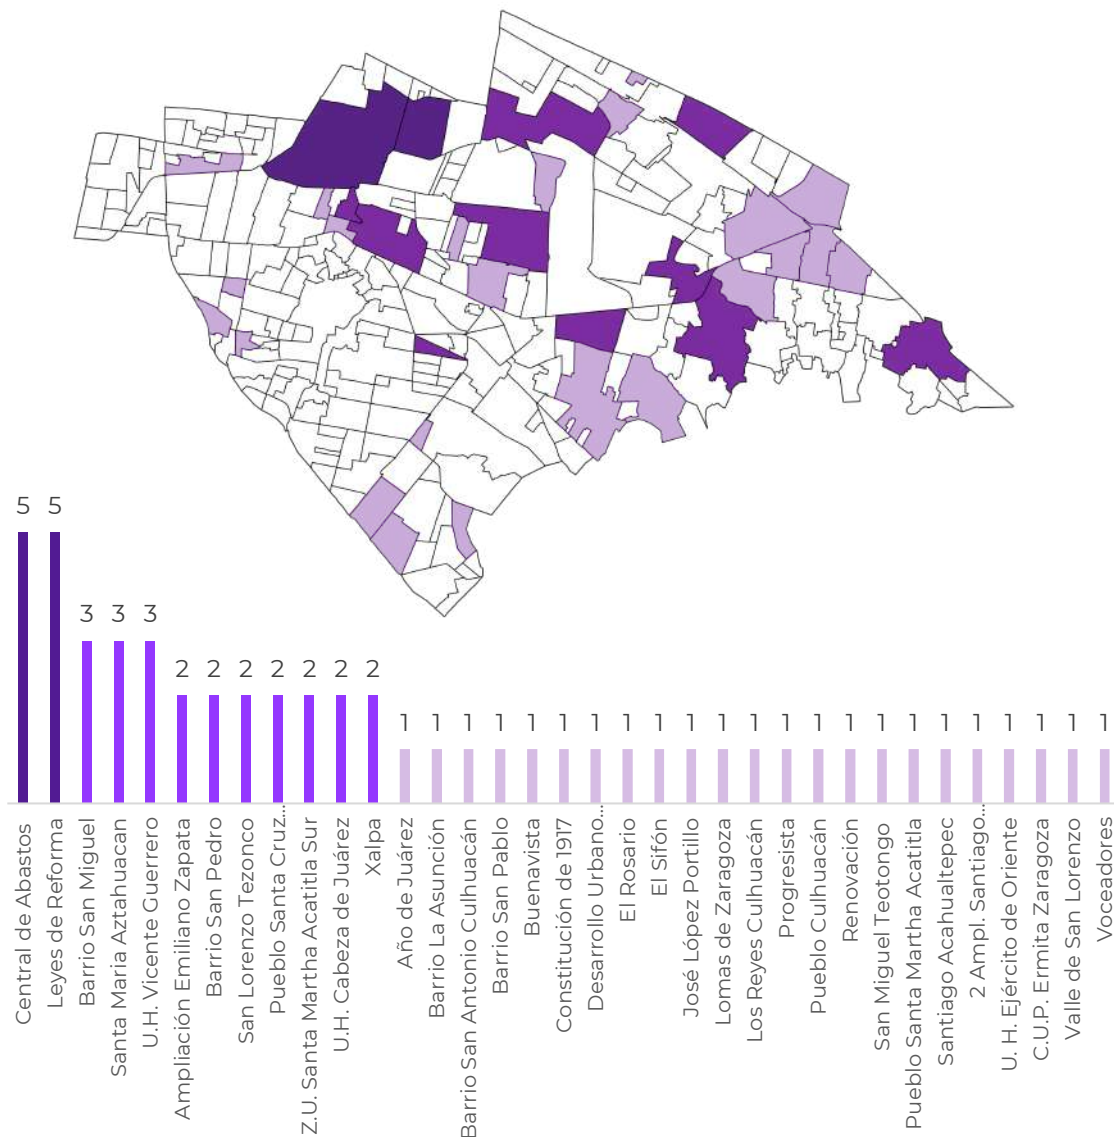 5 5
3 3 3
2 2 2 2 2 2 2
1 1 1 1 1 1 1 1 1 1 1 1 1 1 1 1 1 1 1 1 1 1 1
Central de Abastos
Leyes de Reforma
Barrio San Miguel
Santa Maria Aztahuacan
U.H. Vicente Guerrero
Ampliación Emiliano Zapata
Barrio San Pedro
San Lorenzo Tezonco
Pueblo Santa Cruz…
Z.U. Santa Martha Acatitla Sur
U.H. Cabeza de Juárez
Xalpa
Año de Juárez
Barrio La Asunción
Barrio San Antonio Culhuacán
Barrio San Pablo
Buenavista
Constitución de 1917
Desarrollo Urbano…
El Rosario
El Sifón
José López Portillo
Lomas de Zaragoza
Los Reyes Culhuacán
Progresista
Pueblo Culhuacán
Renovación
San Miguel Teotongo
Pueblo Santa Martha Acatitla
Santiago Acahualtepec
2 Ampl. Santiago…
U. H. Ejército de Oriente
C.U.P. Ermita Zaragoza
Valle de San Lorenzo
Voceadores